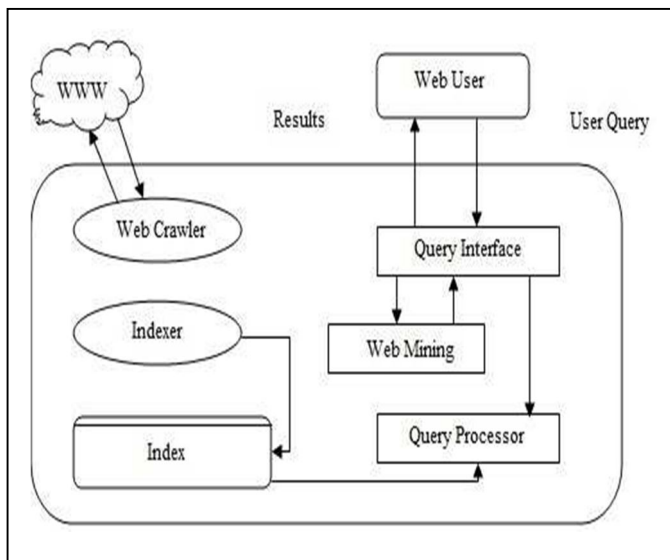 WWW
Web User
Results
User Query
Web Crawler
Query Interface
Indexer
Web Mining
Index
Query Processor